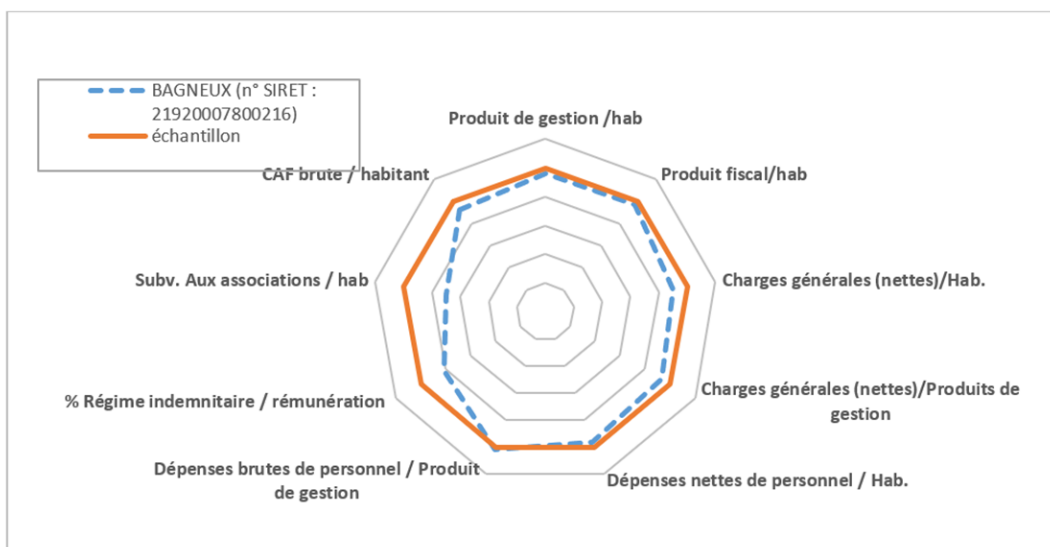 BAGNEUX (n° SIRET :
21920007800216)
échantillon
Produit de gestion /hab
CAF brute / habitant
Produit fiscal/hab
Subv. Aux associations / hab
Charges générales (nettes)/Hab.
% Régime indemnitaire / rémunération
Charges générales (nettes)/Produits de
gestion
Dépenses brutes de personnel / Produit
de gestion
Dépenses nettes de personnel / Hab.